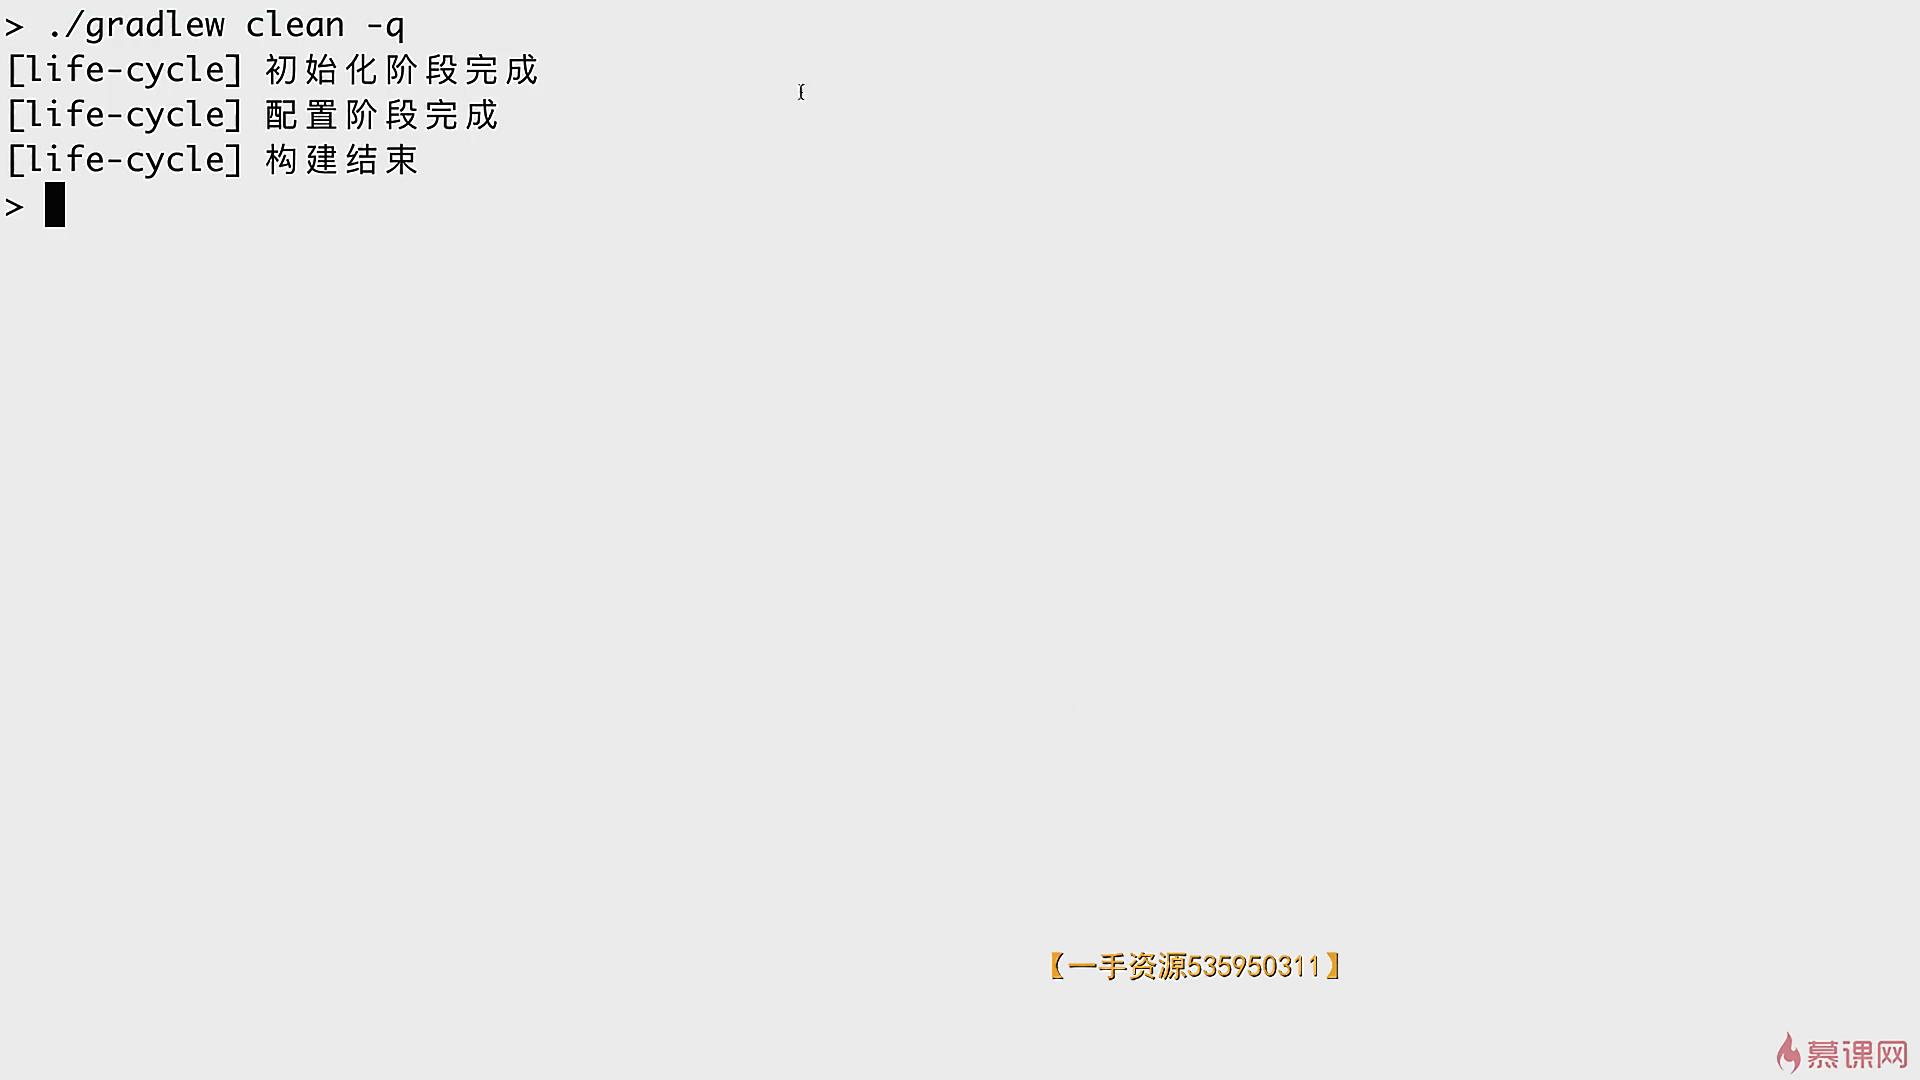 > ./gradlew clean -q
[life-cycle] 初始化阶段完成
[life-cycle] 配置阶段完成
[life-cycle] 构建结束
>
【一手资源535950311】
慕课网